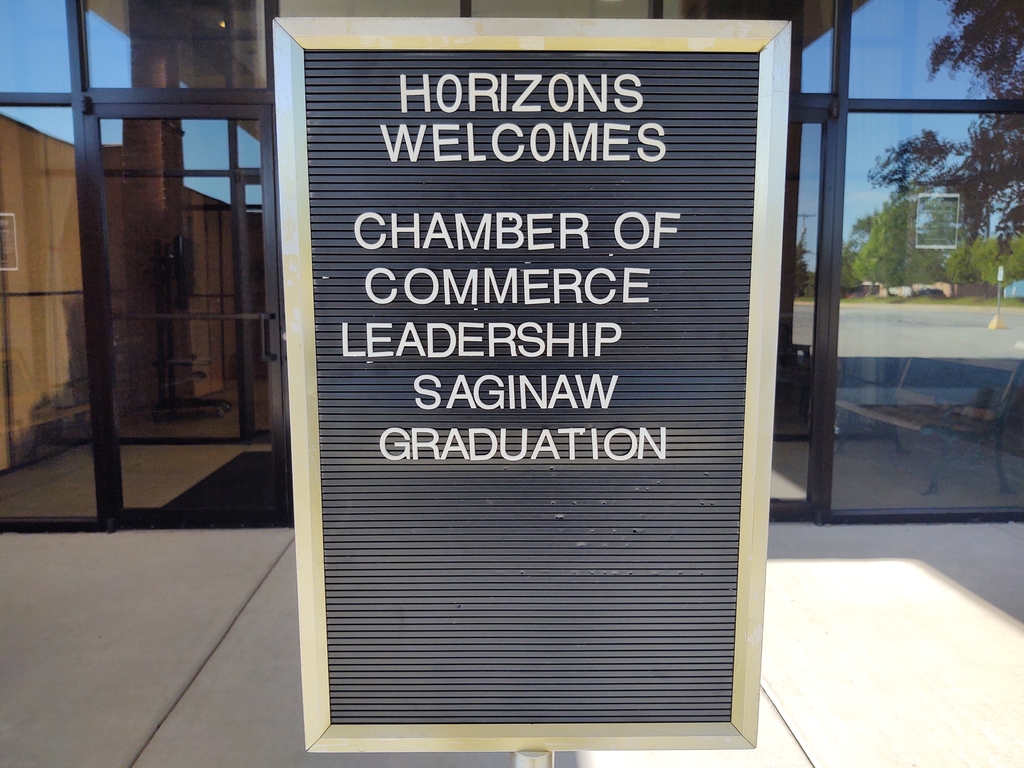 HORIZONS
WELCOMES
CHAMBER OF
COMMERCE
LEADERSHIP
SAGINAW
GRADUATION